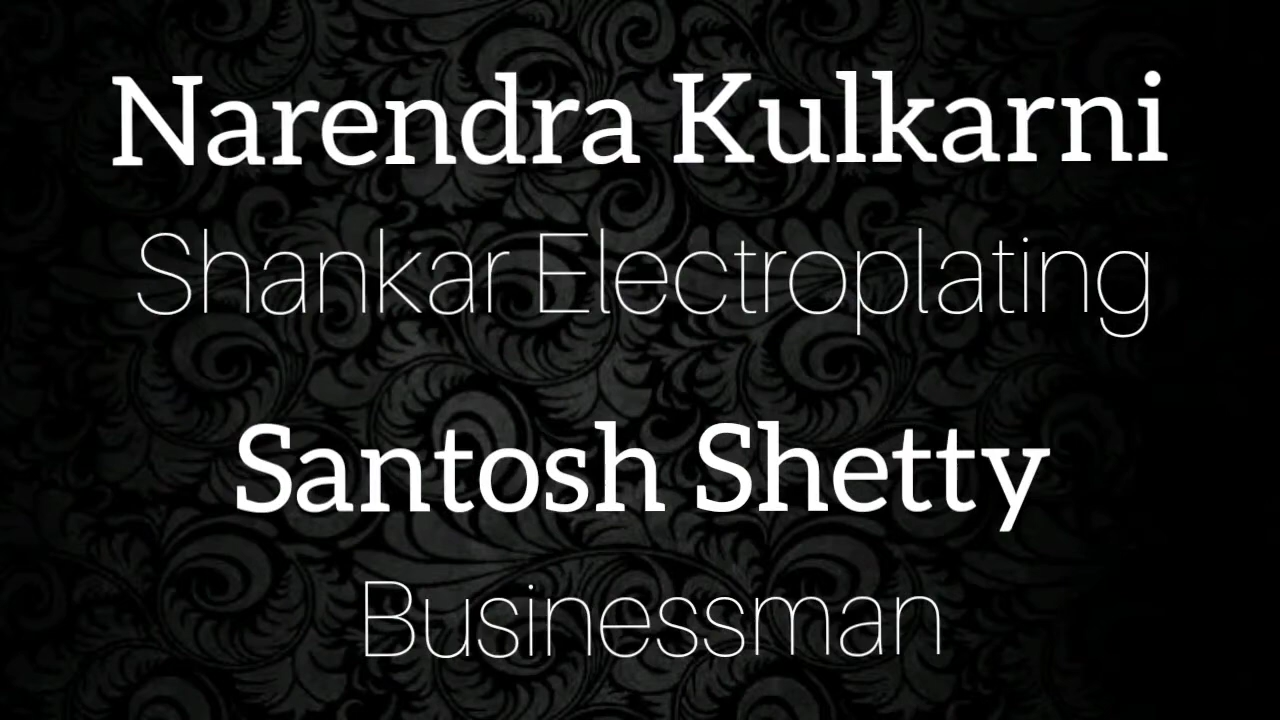 Narendra Kulkarni
Shankar Electroplating
Santosh Shetty
Businessman